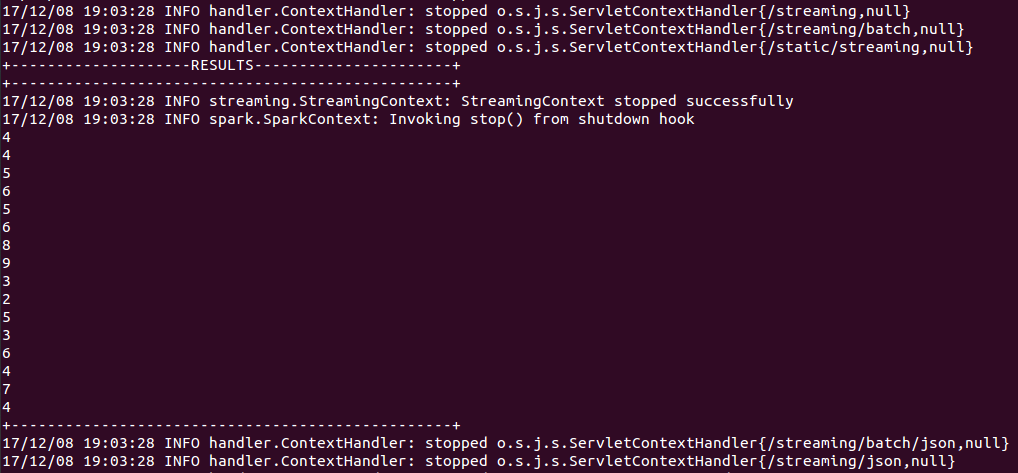 17/12/08 19:03:28 INFO handler.ContextHandler: stopped o.s.j.s.ServletContextHandler{/streaming,null}
17/12/08 19:03:28 INFO handler.ContextHandler: stopped o.s.j.s.ServletContextHandler{/streaming/batch,null}
17/12/08 19:03:28 INFO handler.ContextHandler: stopped o.s.j.s.ServletContextHandler{/static/streaming,null}
+--------------------RESULTS----------------------+
+-------------------------------------------------+
17/12/08 19:03:28 INFO streaming.StreamingContext: StreamingContext stopped successfully
17/12/08 19:03:28 INFO spark.SparkContext: Invoking stop() from shutdown hook
4
4
5
6
5
6
8
9
3
2
5
3
6
4
7
4
+-------------------------------------------------+
17/12/08 19:03:28 INFO handler.ContextHandler: stopped o.s.j.s.ServletContextHandler{/streaming/batch/json,null}
17/12/08 19:03:28 INFO handler.ContextHandler: stopped o.s.j.s.ServletContextHandler{/streaming/json,null}